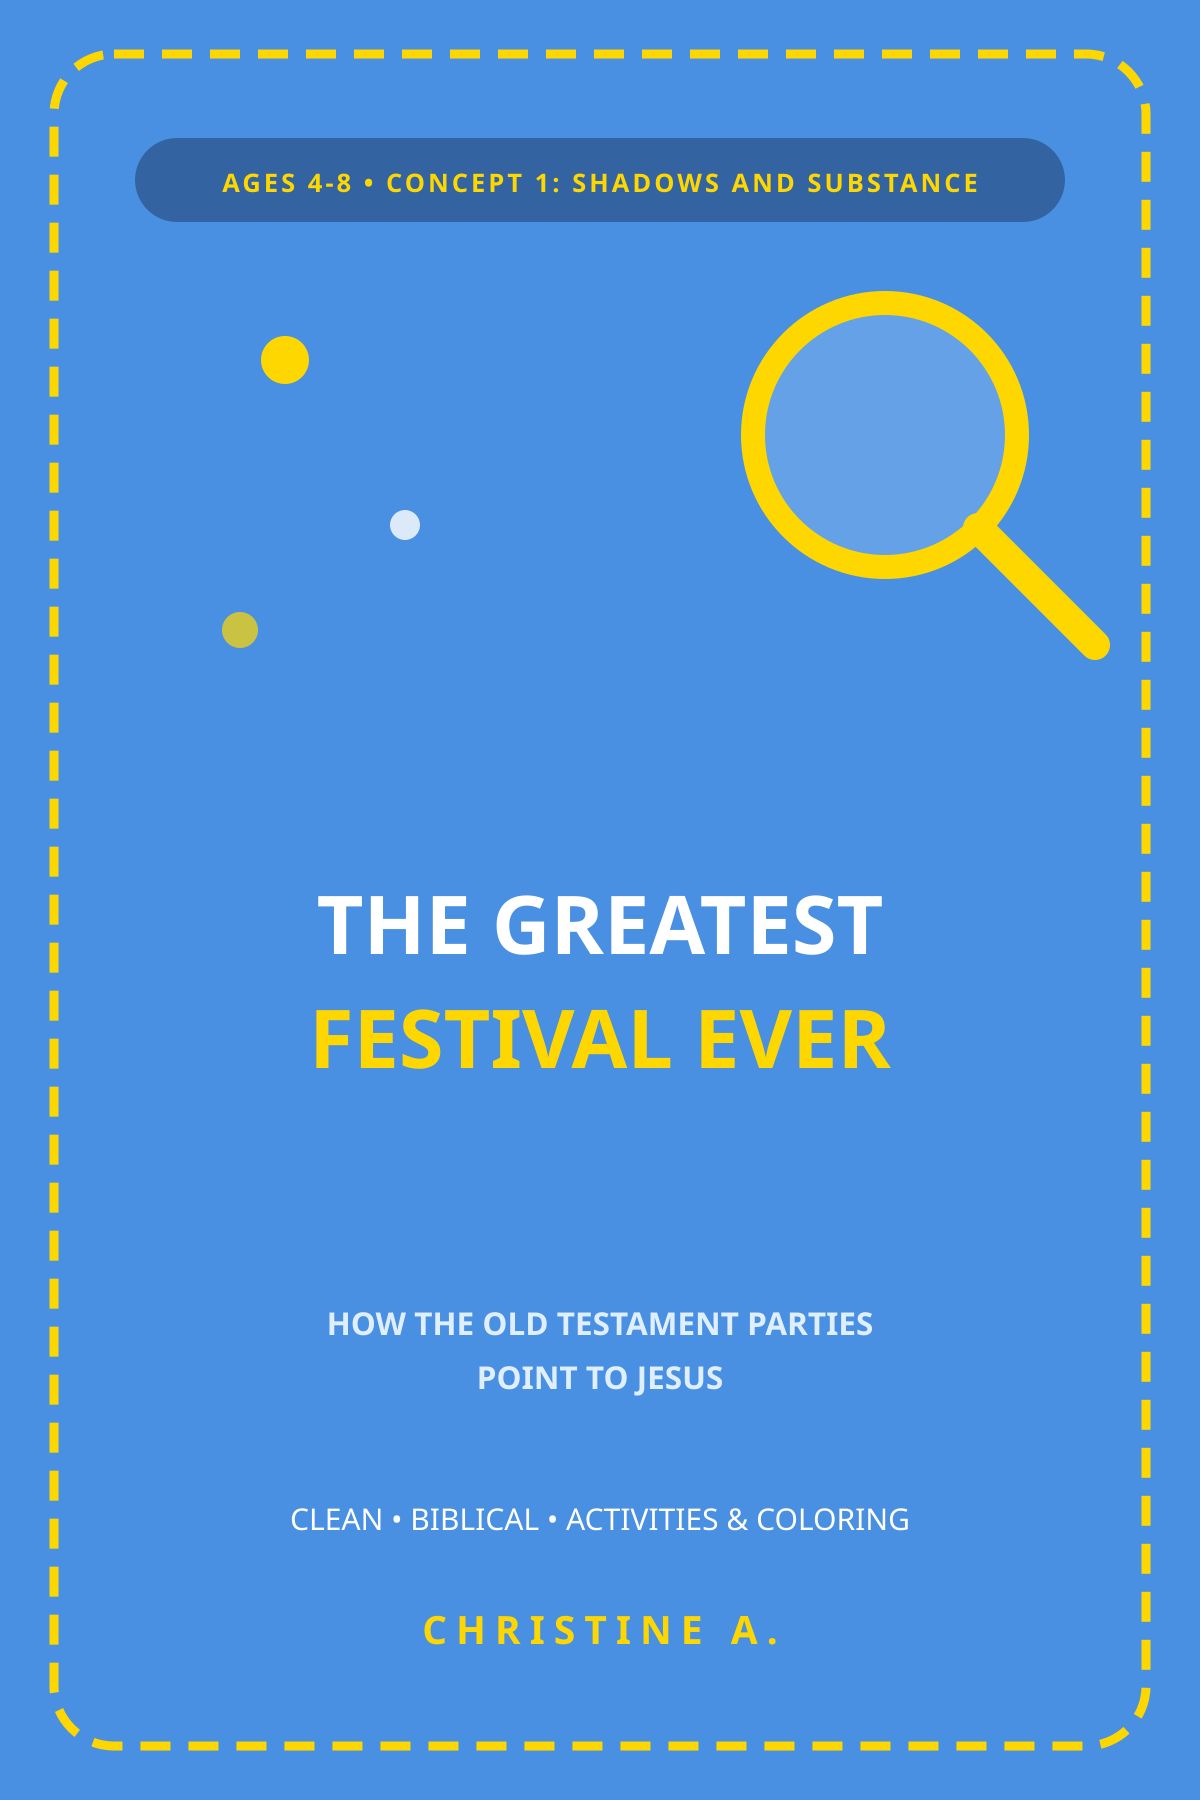 AGES 4-8 • CONCEPT 1: SHADOWS AND SUBSTANCE
THE GREATEST
FESTIVAL EVER
HOW THE OLD TESTAMENT PARTIES
POINT TO JESUS
CLEAN • BIBLICAL • ACTIVITIES & COLORING
CHRISTINE A.